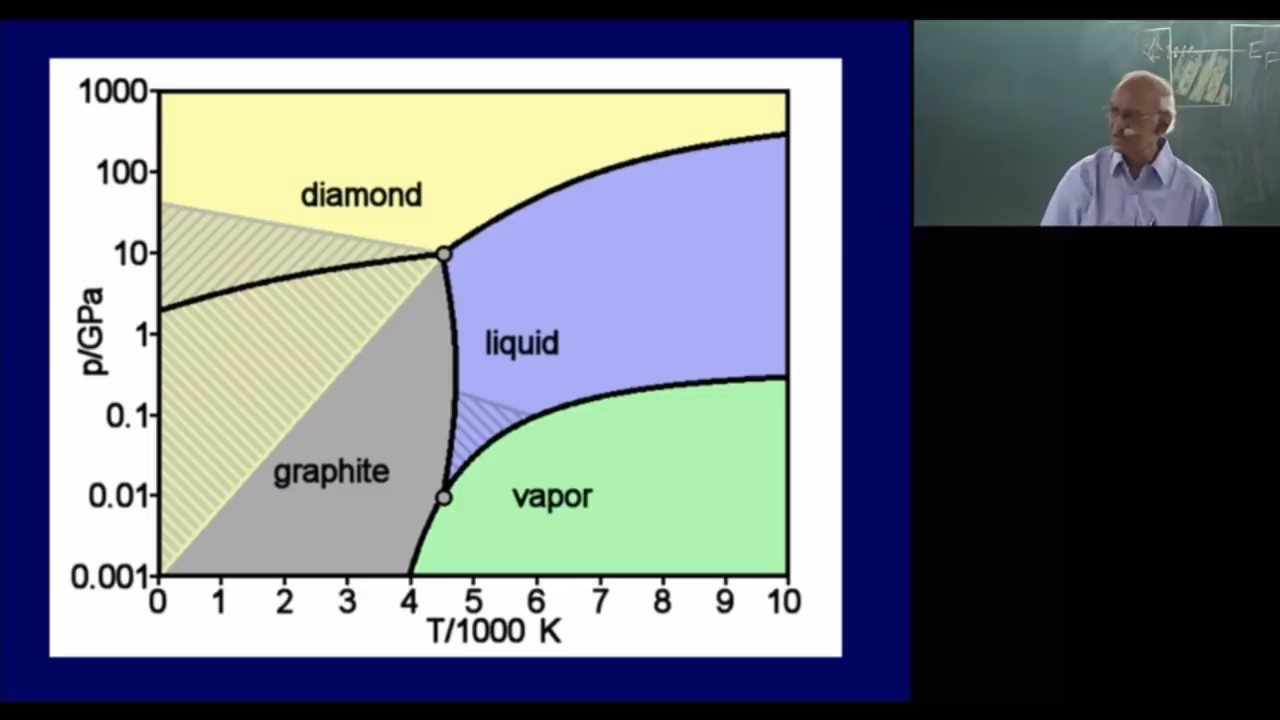 1000
100
diamond
10
p/GPa
1
liquid
0.1
graphite
0.01
vapor
0.001
0 1 2 3 4 5 6 7 8 9 10
T/1000 K
E_F